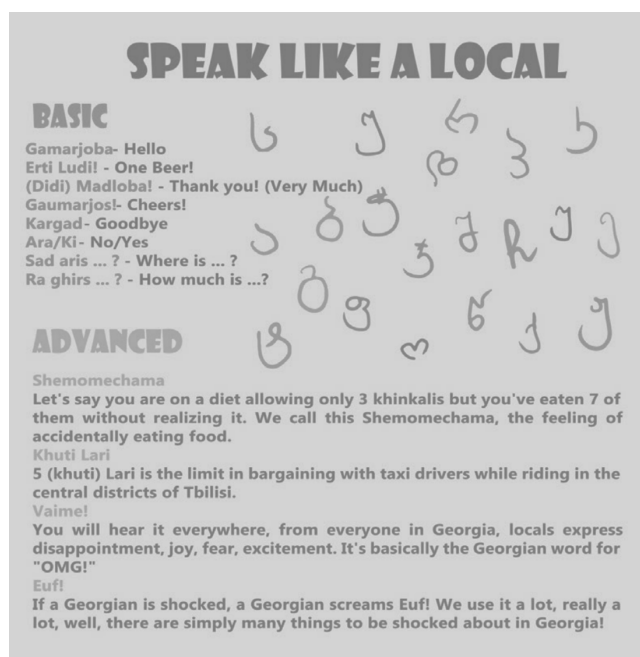 SPEAK LIKE A LOCAL
BASIC
Gamarjoba- Hello
Erti Ludi! - One Beer!
(Didi) Madloba! - Thank you! (Very Much)
Gaumarjos!- Cheers!
Kargad- Goodbye
Ara/Ki- No/Yes
Sad aris ... ? - Where is ... ?
Ra ghirs ... ? - How much is ...?
ADVANCED
Shemomechama
Let's say you are on a diet allowing only 3 khinkalis but you've eaten 7 of
them without realizing it. We call this Shemomechama, the feeling of
accidentally eating food.
Khuti Lari
5 (khuti) Lari is the limit in bargaining with taxi drivers while riding in the
central districts of Tbilisi.
Vaime!
You will hear it everywhere, from everyone in Georgia, locals express
disappointment, joy, fear, excitement. It's basically the Georgian word for
"OMG!"
Euf!
If a Georgian is shocked, a Georgian screams Euf! We use it a lot, really a
lot, well, there are simply many things to be shocked about in Georgia!